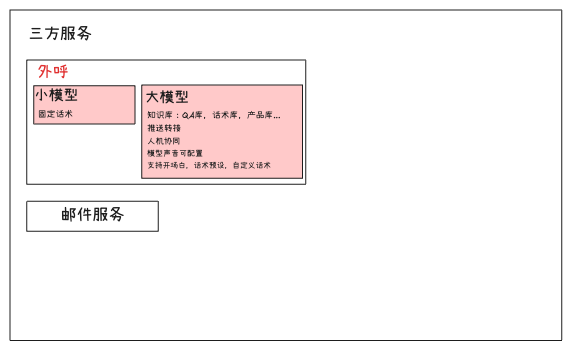 三方服务
外呼
小模型
固定话术
大模型
知识库：QA库，话术库，产品库...
推送转接
人机协同
模型声音可配置
支持开场白，话术预设，自定义话术
邮件服务